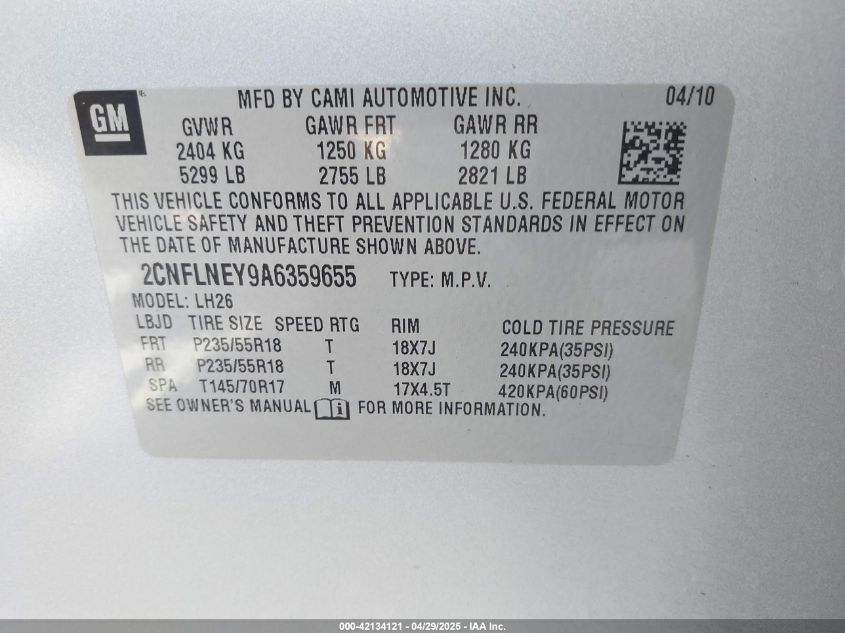 GM ®
MFD BY CAMI AUTOMOTIVE INC. 04/10
GVWR GAWR FRT GAWR RR
2404 KG 1250 KG 1280 KG
5299 LB 2755 LB 2821 LB
THIS VEHICLE CONFORMS TO ALL APPLICABLE U.S. FEDERAL MOTOR
VEHICLE SAFETY AND THEFT PREVENTION STANDARDS IN EFFECT ON
THE DATE OF MANUFACTURE SHOWN ABOVE.
2CNFLNEY9A6359655 TYPE: M.P.V.
MODEL: LH26
LBJD TIRE SIZE SPEED RTG RIM COLD TIRE PRESSURE
FRT P235/55R18 T 18X7J 240KPA(35PSI)
RR P235/55R18 T 18X7J 240KPA(35PSI)
SPA T145/70R17 M 17X4.5T 420KPA(60PSI)
SEE OWNER'S MANUAL i FOR MORE INFORMATION.
000-42134121 - 04/29/2025 - IAA Inc.